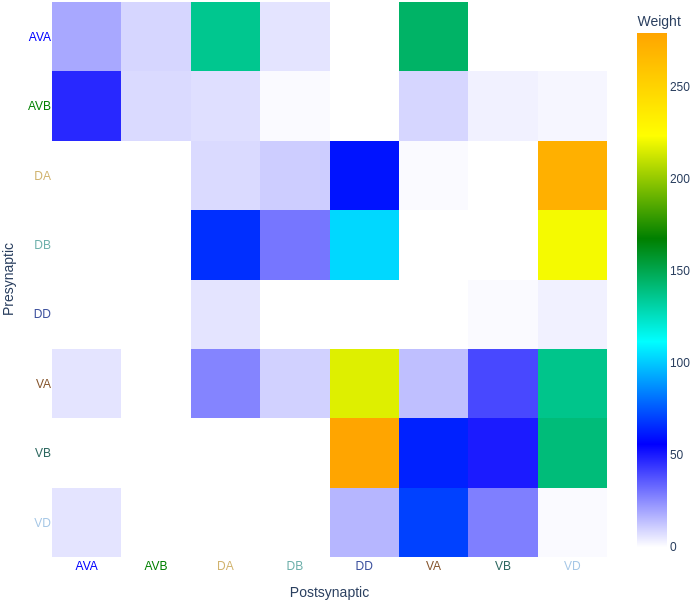 Weight
AVA
AVB
DA
DB
DD
VA
VB
VD
Presynaptic
250
200
150
100
50
0
AVA AVB DA DB DD VA VB VD
Postsynaptic